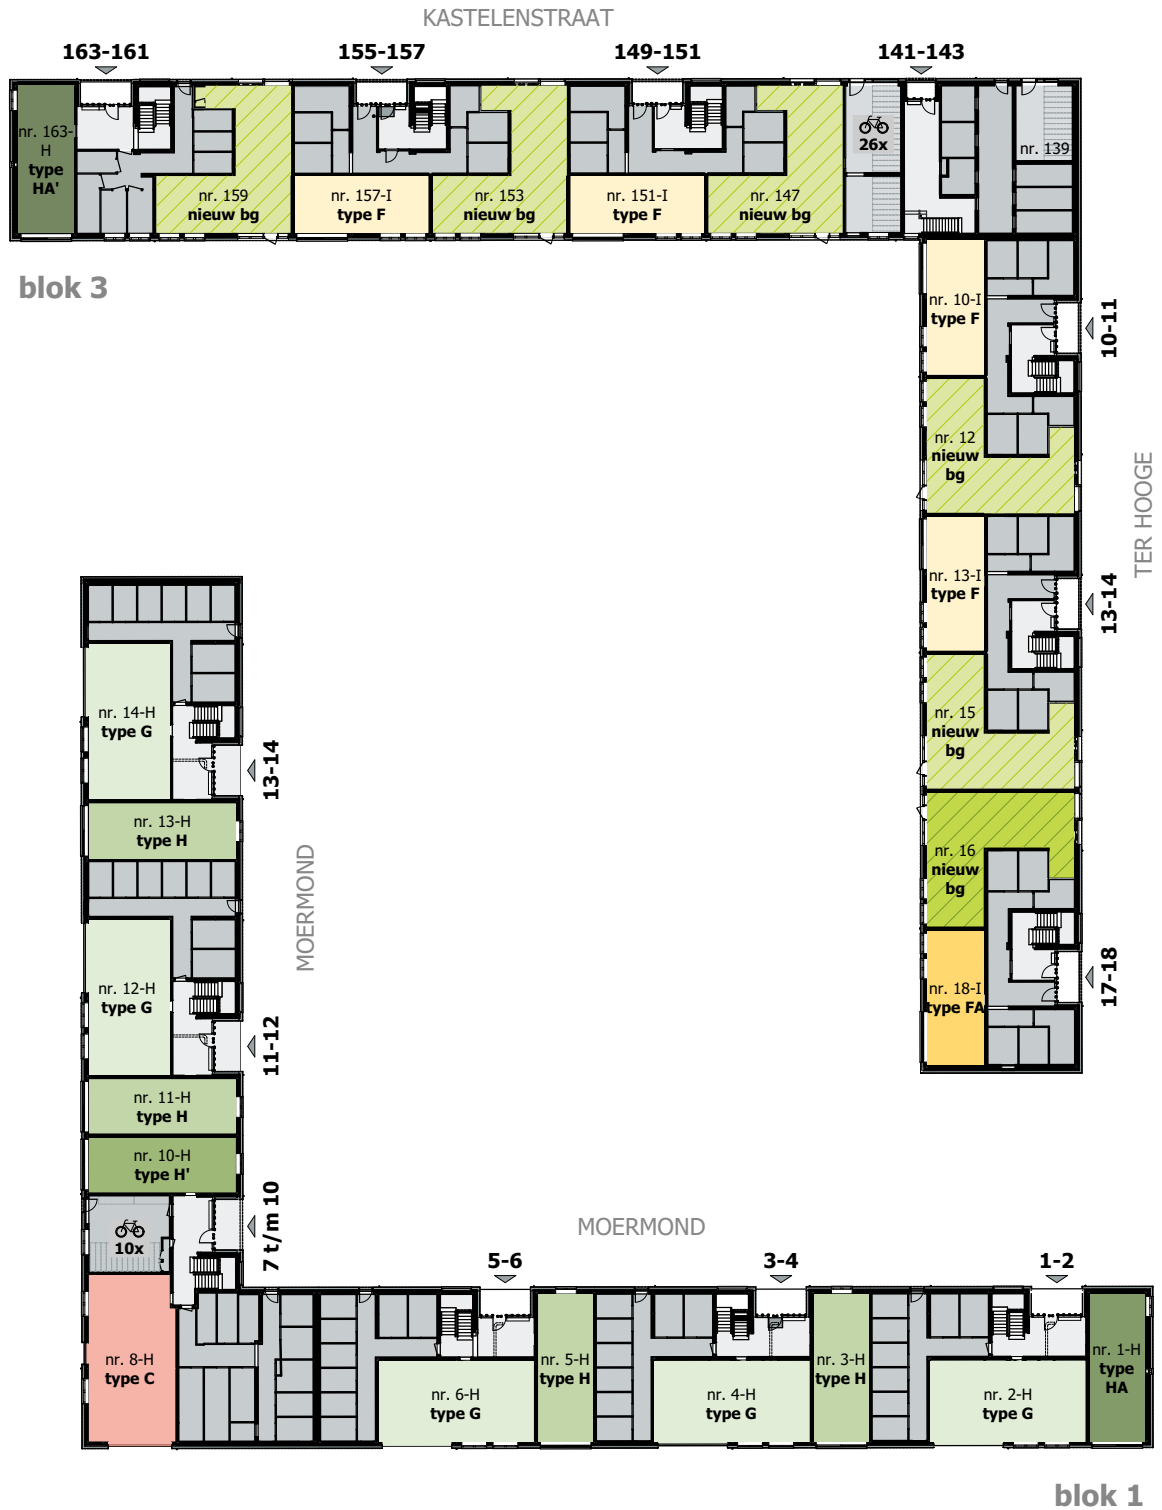 KASTELENSTRAAT
163-161
155-157
149-151
141-143
nr. 163-
H
type
HA'
nr. 159
nieuw bg
nr. 157-I
type F
nr. 153
nieuw bg
nr. 151-I
type F
nr. 147
nieuw bg
26x
nr. 139
blok 3
nr. 10-I
type F
10-11
nr. 12
nieuw
bg
TER HOOGE
nr. 13-I
type F
13-14
nr. 15
nieuw
bg
nr. 16
nieuw
bg
nr. 18-I
type FA
17-18
nr. 14-H
type G
13-14
nr. 13-H
type H
MOERMOND
nr. 12-H
type G
11-12
nr. 11-H
type H
nr. 10-H
type H'
10x
7 t/m 10
MOERMOND
5-6
3-4
1-2
nr. 8-H
type C
nr. 6-H
type G
nr. 5-H
type H
nr. 4-H
type G
nr. 3-H
type H
nr. 2-H
type G
nr. 1-H
type
HA
blok 1